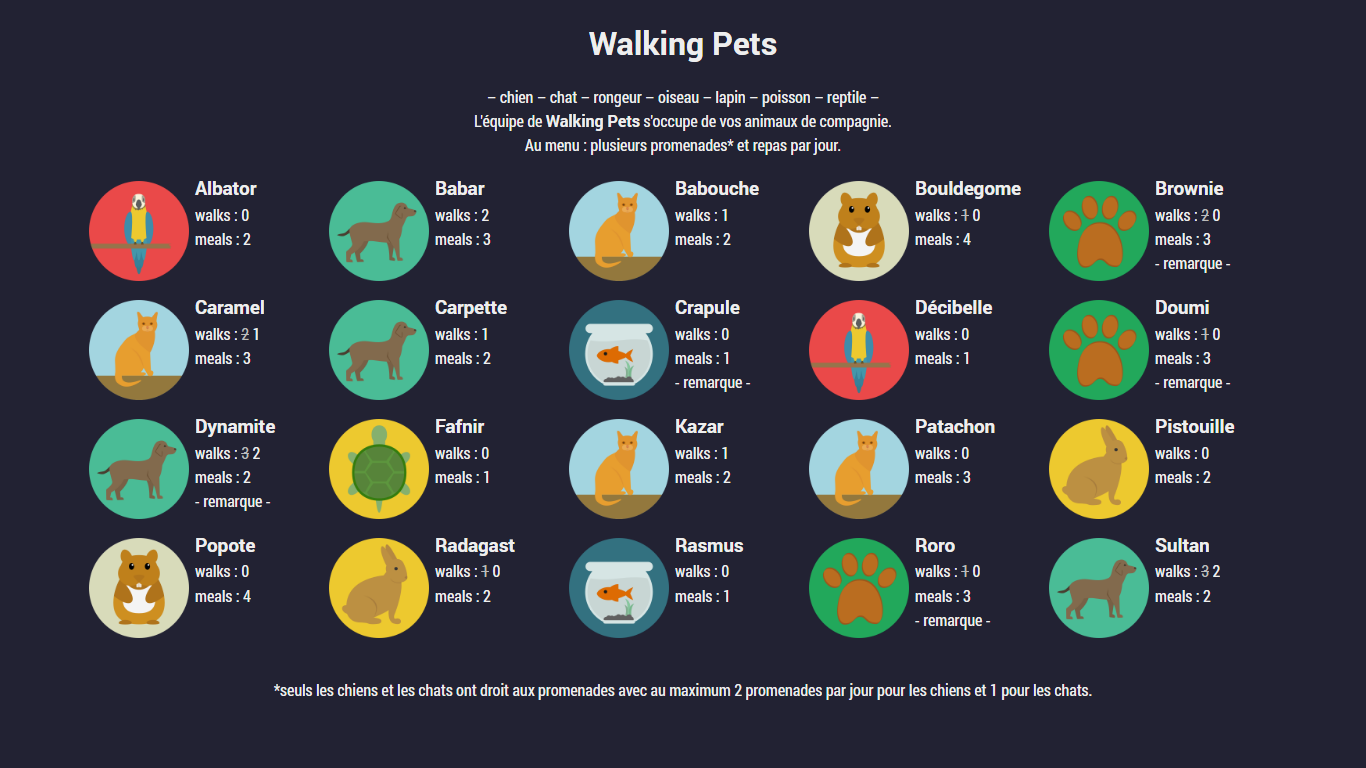 Walking Pets
– chien – chat – rongeur – oiseau – lapin – poisson – reptile –
L'équipe de Walking Pets s'occupe de vos animaux de compagnie.
Au menu : plusieurs promenades* et repas par jour.
Albator
walks : 0
meals : 2
Babar
walks : 2
meals : 3
Babouche
walks : 1
meals : 2
Bouldegome
walks : 1 0
meals : 4
Brownie
walks : 2 0
meals : 3
- remarque -
Caramel
walks : 2 1
meals : 3
Carpette
walks : 1
meals : 2
Crapule
walks : 0
meals : 1
- remarque -
Décibelle
walks : 0
meals : 1
Doumi
walks : 1 0
meals : 3
- remarque -
Dynamite
walks : 3 2
meals : 2
- remarque -
Fafnir
walks : 0
meals : 1
Kazar
walks : 1
meals : 2
Patachon
walks : 0
meals : 3
Pistouille
walks : 0
meals : 2
Popote
walks : 0
meals : 4
Radagast
walks : 1 0
meals : 2
Rasmus
walks : 0
meals : 1
Roro
walks : 1 0
meals : 3
- remarque -
Sultan
walks : 3 2
meals : 2
*seuls les chiens et les chats ont droit aux promenades avec au maximum 2 promenades par jour pour les chiens et 1 pour les chats.